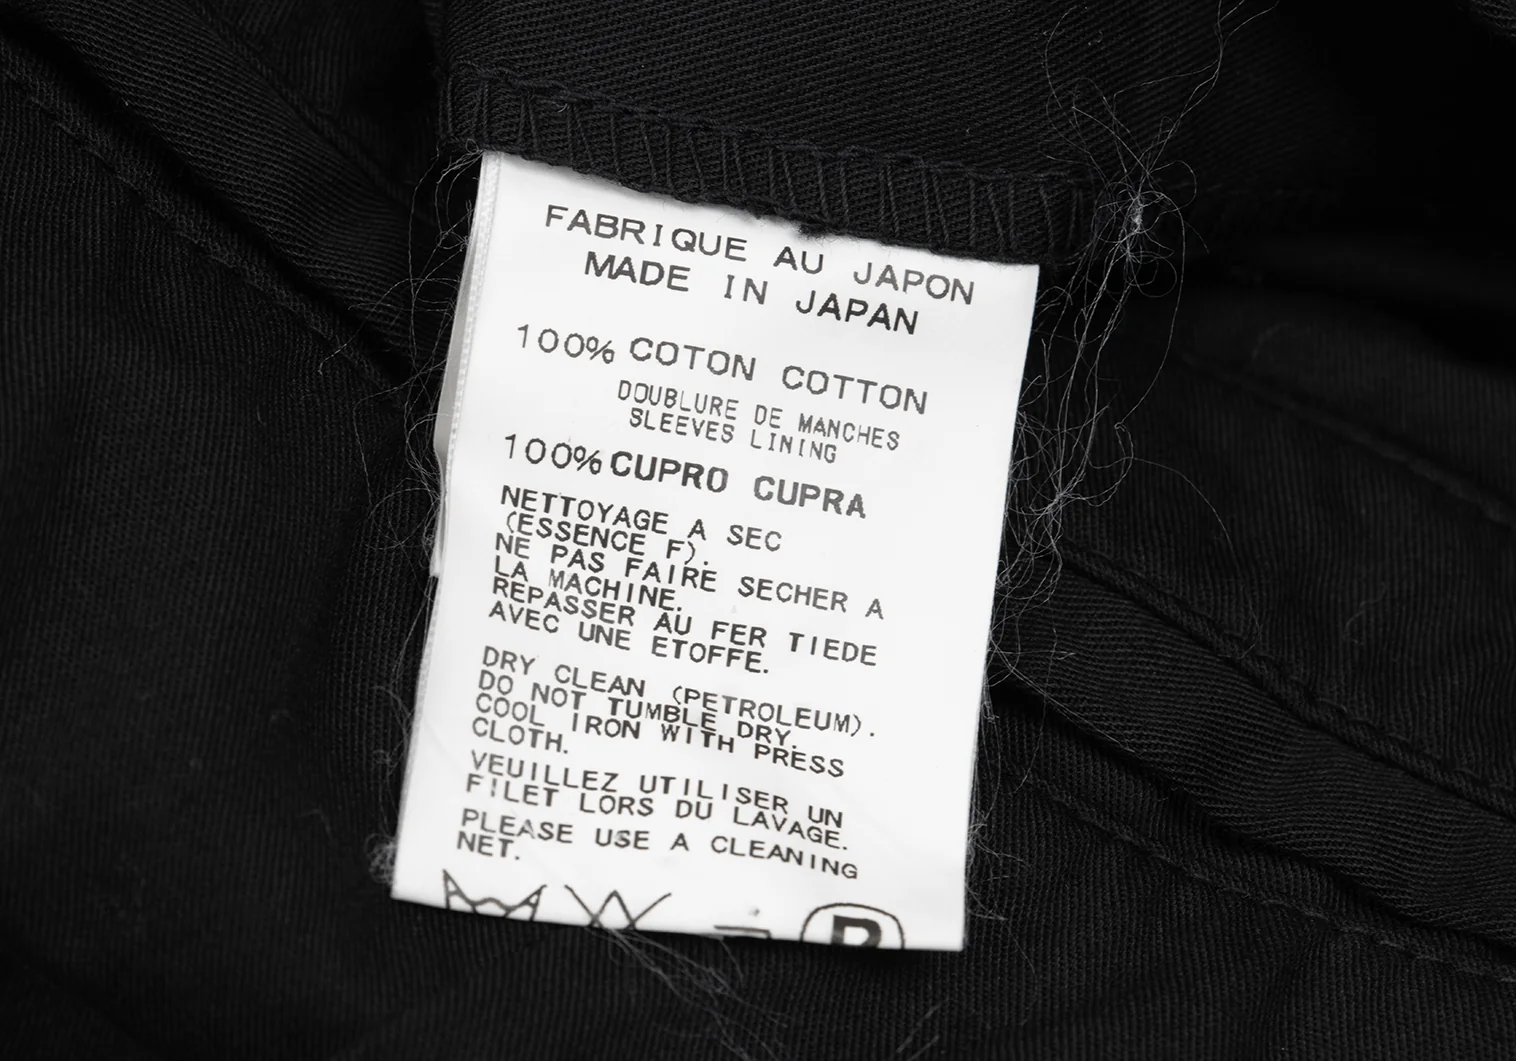 FABRIQUE AU JAPON
MADE IN JAPAN
100% COTON COTTON
DOUBLURE DE MANCHES
SLEEVES LINING
100% CUPRO CUPRA
NETTOYAGE A SEC
(ESSENCE F).
NE PAS FAIRE SECHER A
LA MACHINE.
REPASSER AU FER TIEDE
AVEC UNE ETOFFE.
DRY CLEAN (PETROLEUM).
DO NOT TUMBLE DRY.
COOL IRON WITH PRESS
CLOTH.
VEUILLEZ UTILISER UN
FILET LORS DU LAVAGE.
PLEASE USE A CLEANING
NET.
P